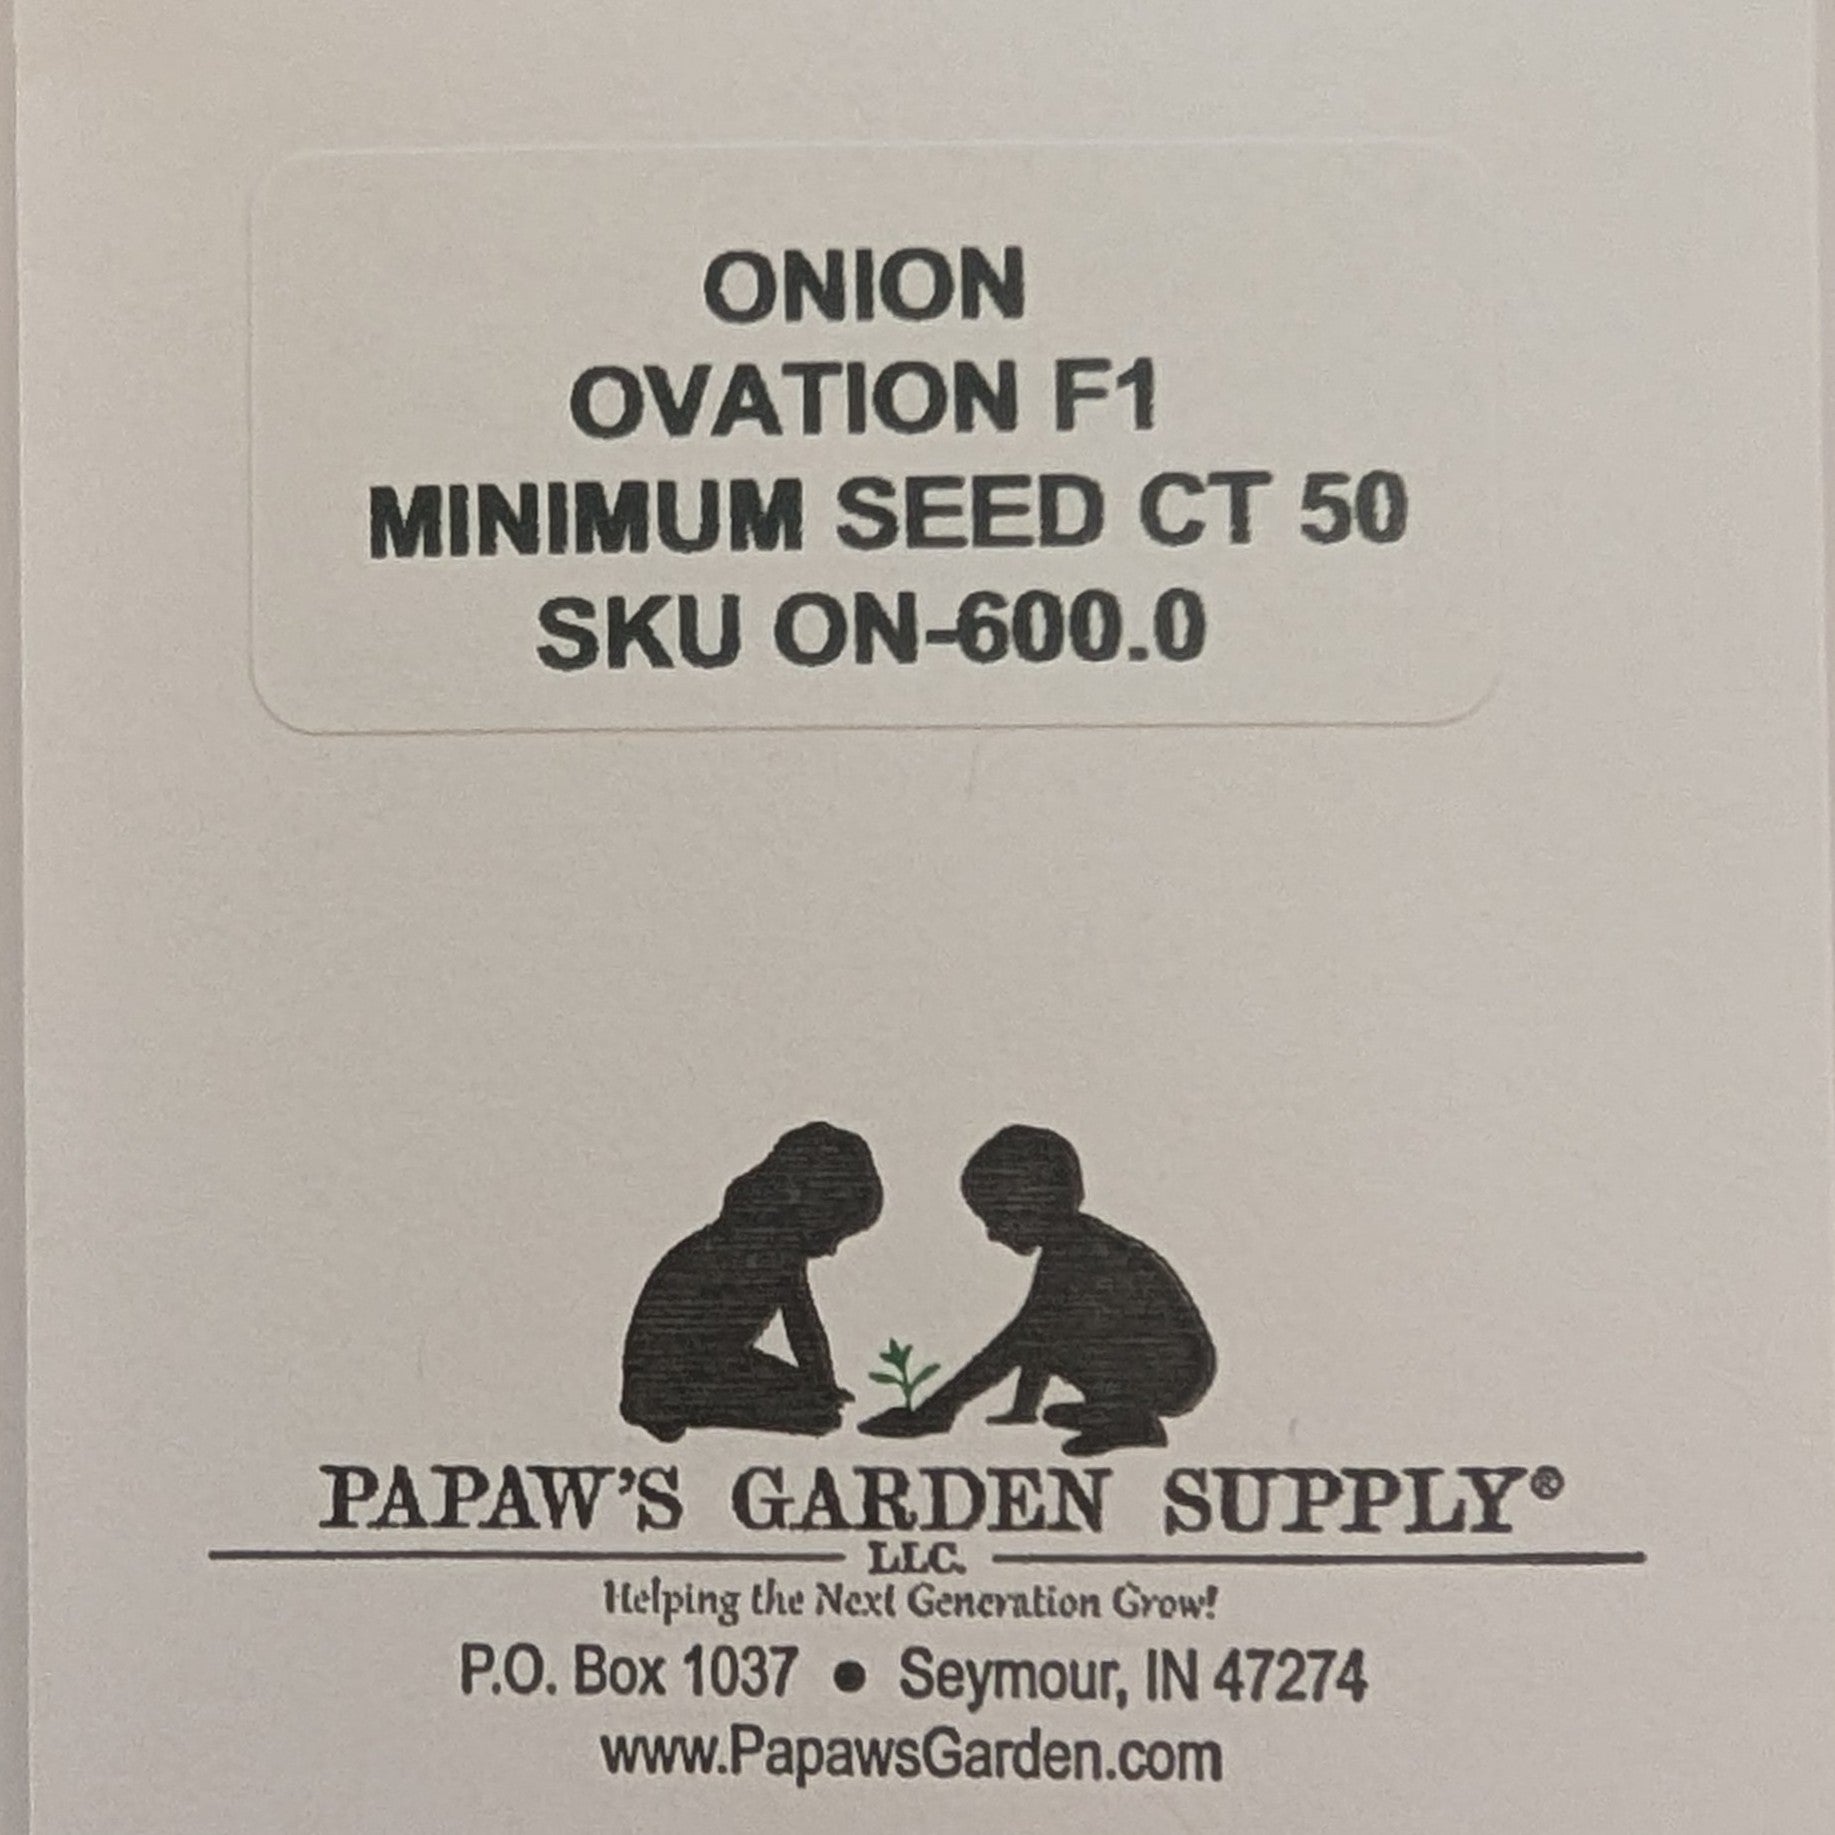 ONION
OVATION F1
MINIMUM SEED CT 50
SKU ON-600.0
PAPAW'S GARDEN SUPPLY®
LLC.
Helping the Next Generation Grow!
P.O. Box 1037 • Seymour, IN 47274
www.PapawsGarden.com